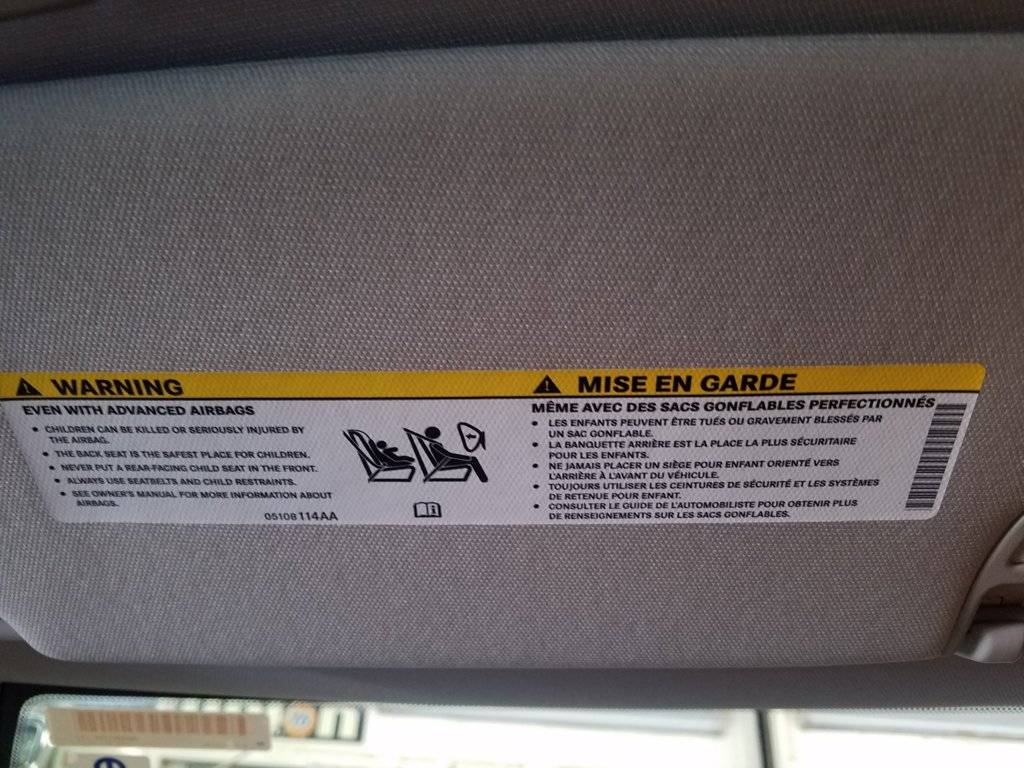 WARNING
EVEN WITH ADVANCED AIRBAGS
• CHILDREN CAN BE KILLED OR SERIOUSLY INJURED BY
THE AIRBAG.
• THE BACK SEAT IS THE SAFEST PLACE FOR CHILDREN.
• NEVER PUT A REAR-FACING CHILD SEAT IN THE FRONT.
• ALWAYS USE SEATBELTS AND CHILD RESTRAINTS.
• SEE OWNER'S MANUAL FOR MORE INFORMATION ABOUT
AIRBAGS.
05108114AA
MISE EN GARDE
MÊME AVEC DES SACS GONFLABLES PERFECTIONNÉS
• LES ENFANTS PEUVENT ÊTRE TUÉS OU GRAVEMENT BLESSÉS PAR
UN SAC GONFLABLE.
• LA BANQUETTE ARRIÈRE EST LA PLACE LA PLUS SÉCURITAIRE
POUR LES ENFANTS.
• NE JAMAIS PLACER UN SIÈGE POUR ENFANT ORIENTÉ VERS
L'ARRIÈRE À L'AVANT DU VÉHICULE.
• TOUJOURS UTILISER LES CEINTURES DE SÉCURITÉ ET LES SYSTÈMES
DE RETENUE POUR ENFANT.
• CONSULTER LE GUIDE DE L'AUTOMOBILISTE POUR OBTENIR PLUS
DE RENSEIGNEMENTS SUR LES SACS GONFLABLES.